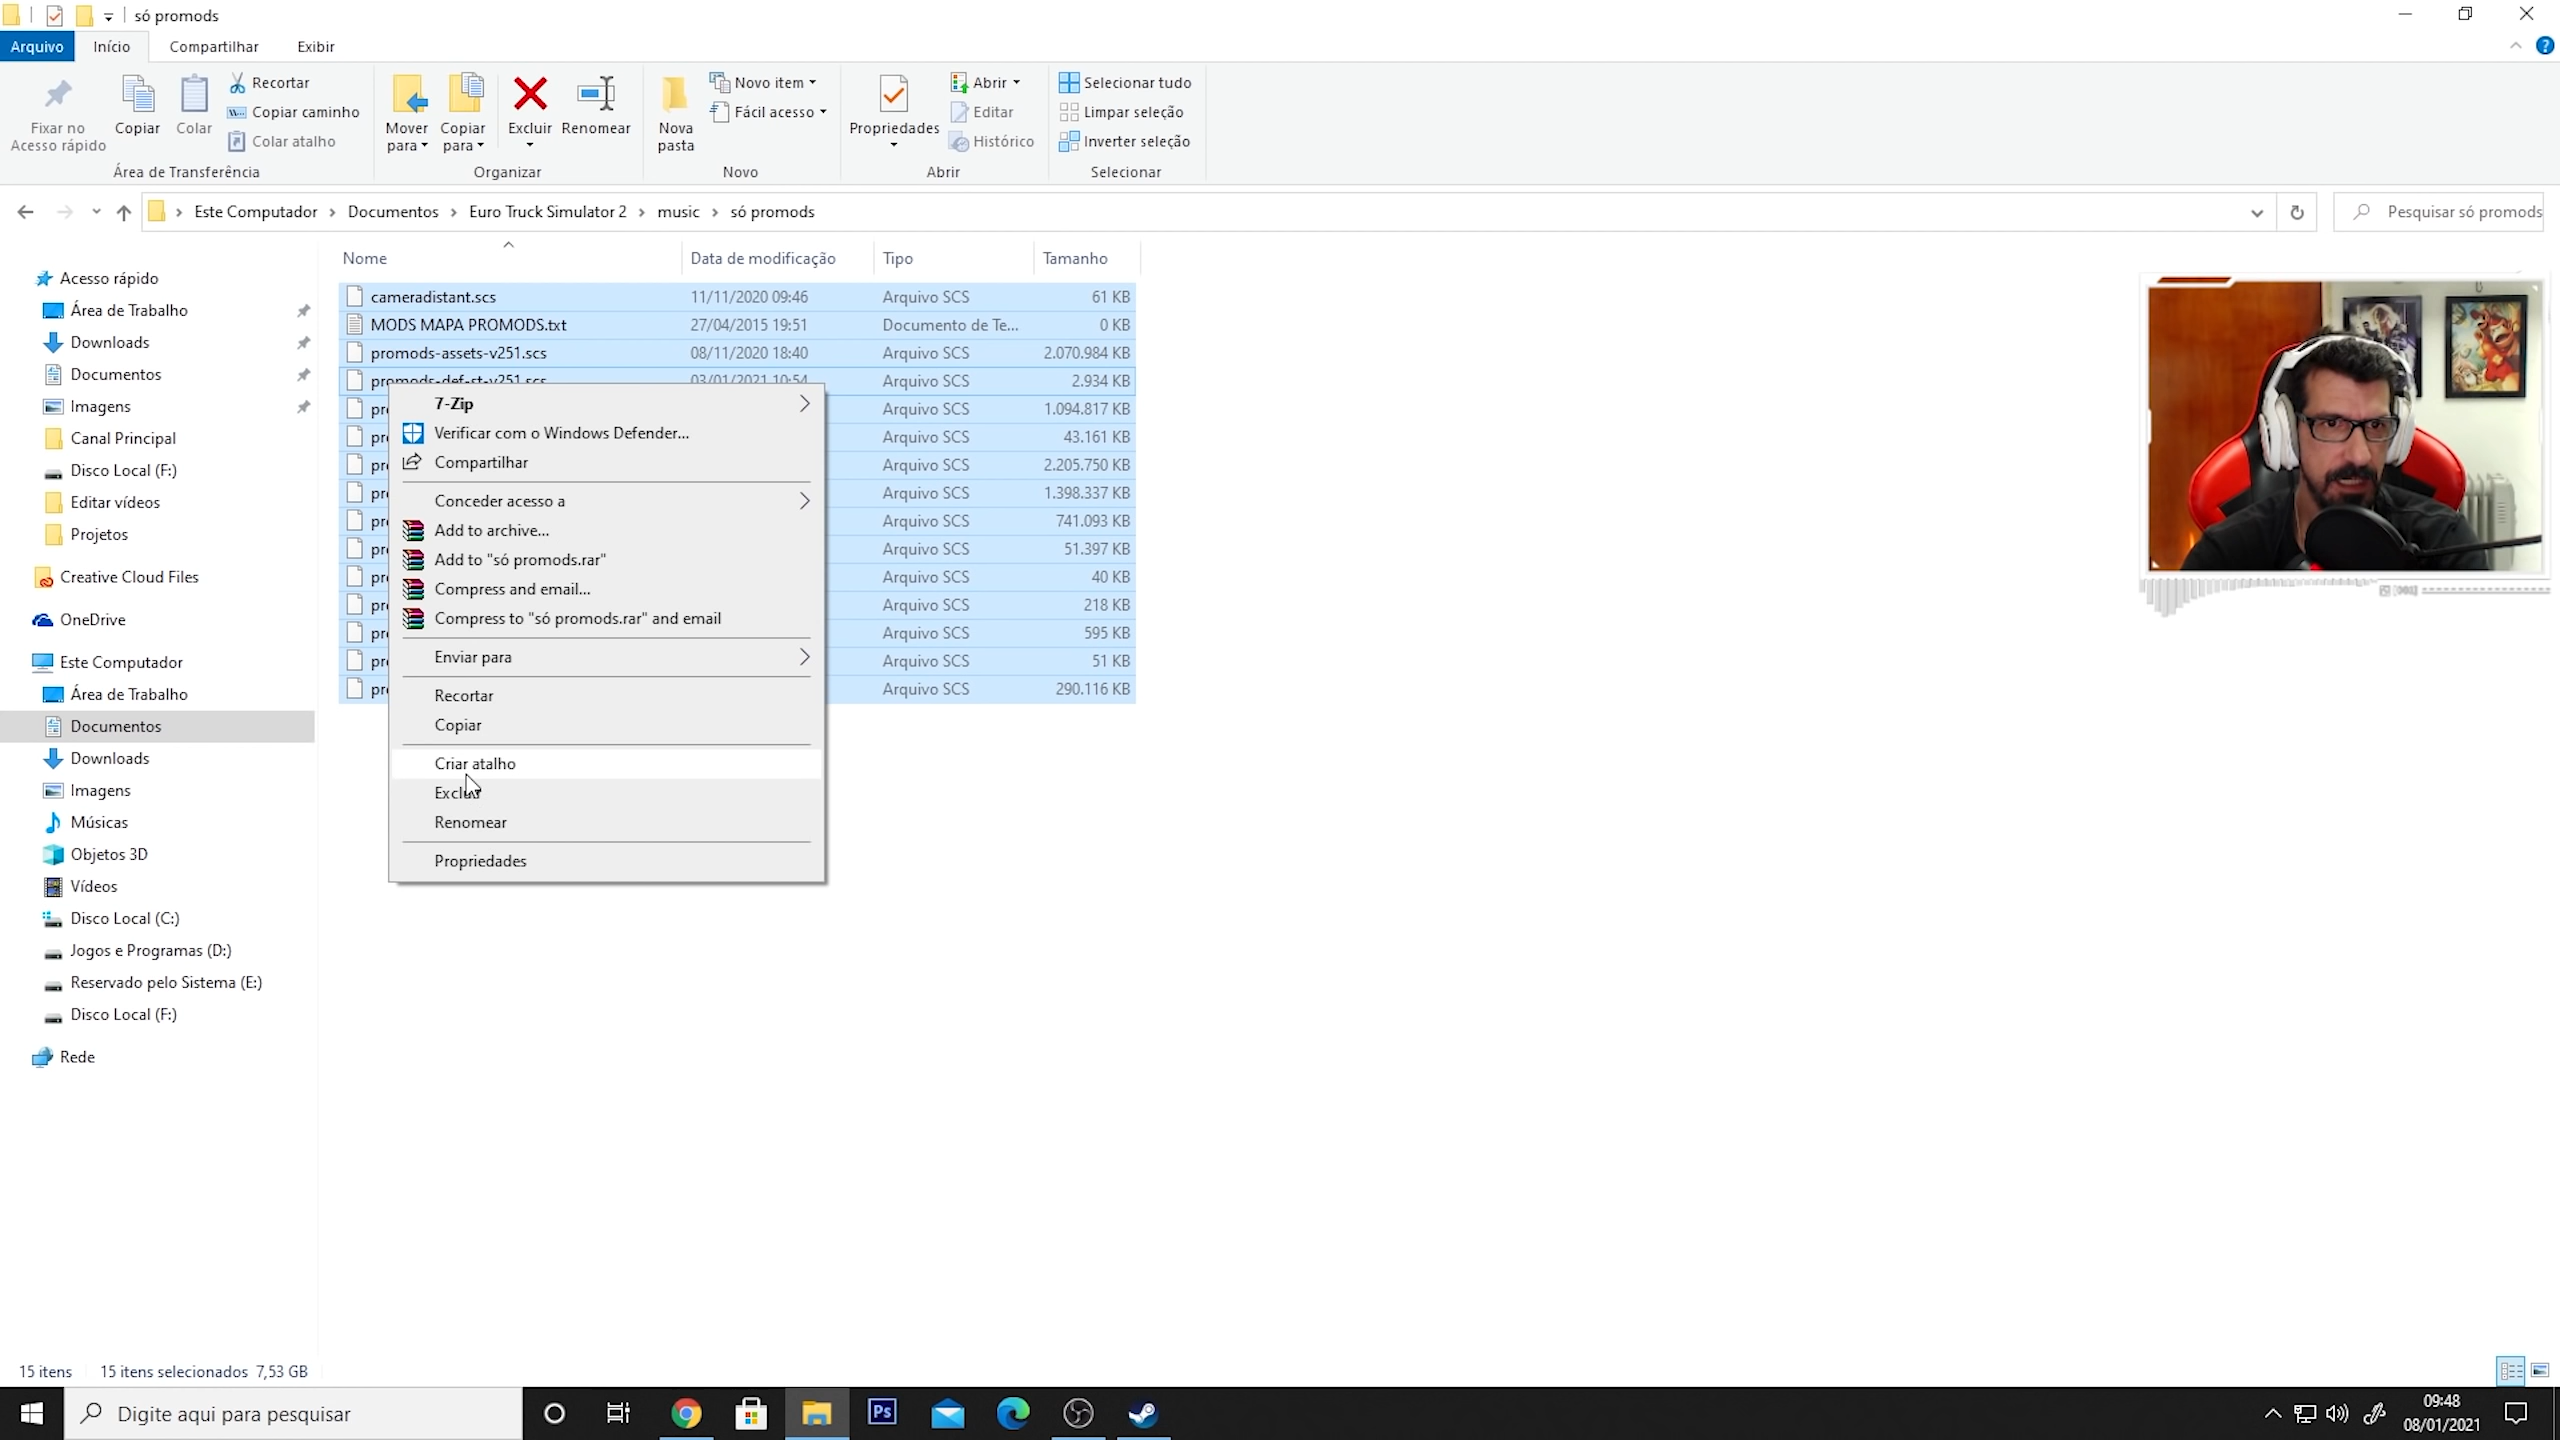 só promods
Arquivo
Início
Compartilhar
Exibir
Fixar no
Acesso rápido
Copiar
Colar
Recortar
Copiar caminho
Colar atalho
Área de Transferência
Mover
para
Copiar
para
Excluir
Renomear
Organizar
Nova
pasta
Novo item
Fácil acesso
Novo
Propriedades
Abrir
Editar
Histórico
Abrir
Selecionar tudo
Limpar seleção
Inverter seleção
Selecionar
Este Computador > Documentos > Euro Truck Simulator 2 > music > só promods
Pesquisar só promods
Nome Data de modificação Tipo Tamanho
Acesso rápido
Área de Trabalho
Downloads
Documentos
Imagens
Canal Principal
Disco Local (F:)
Editar vídeos
Projetos
Creative Cloud Files
OneDrive
Este Computador
Área de Trabalho
Documentos
Downloads
Imagens
Músicas
Objetos 3D
Vídeos
Disco Local (C:)
Jogos e Programas (D:)
Reservado pelo Sistema (E:)
Disco Local (F:)
Rede
cameradistant.scs 11/11/2020 09:46 Arquivo SCS 61 KB
MODS MAPA PROMODS.txt 27/04/2015 19:51 Documento de Te... 0 KB
promods-assets-v251.scs 08/11/2020 18:40 Arquivo SCS 2.070.984 KB
promods-def-st-v251.scs 03/01/2021 10:54 Arquivo SCS 2.934 KB
Arquivo SCS 1.094.817 KB
Arquivo SCS 43.161 KB
Arquivo SCS 2.205.750 KB
Arquivo SCS 1.398.337 KB
Arquivo SCS 741.093 KB
Arquivo SCS 51.397 KB
Arquivo SCS 40 KB
Arquivo SCS 218 KB
Arquivo SCS 595 KB
Arquivo SCS 51 KB
Arquivo SCS 290.116 KB
7-Zip
Verificar com o Windows Defender...
Compartilhar
Conceder acesso a
Add to archive...
Add to "só promods.rar"
Compress and email...
Compress to "só promods.rar" and email
Enviar para
Recortar
Copiar
Criar atalho
Excluir
Renomear
Propriedades
15 itens 15 itens selecionados 7,53 GB
Digite aqui para pesquisar
Ps
09:48
08/01/2021